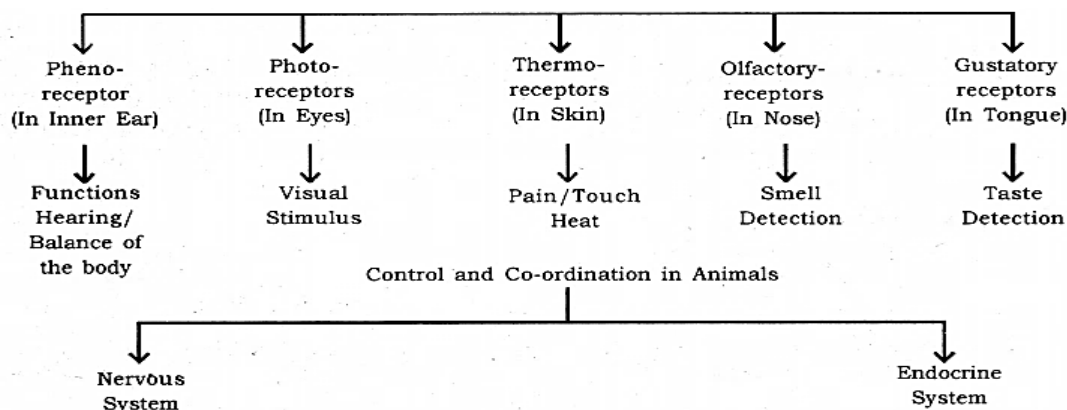 Pheno-
receptor
(In Inner Ear)
Photo-
receptors
(In Eyes)
Thermo-
receptors
(In Skin)
Olfactory-
receptors
(In Nose)
Gustatory
receptors
(In Tongue)
Functions
Hearing/
Balance of
the body
Visual
Stimulus
Pain/Touch
Heat
Smell
Detection
Taste
Detection
Control and Co-ordination in Animals
Nervous
System
Endocrine
System